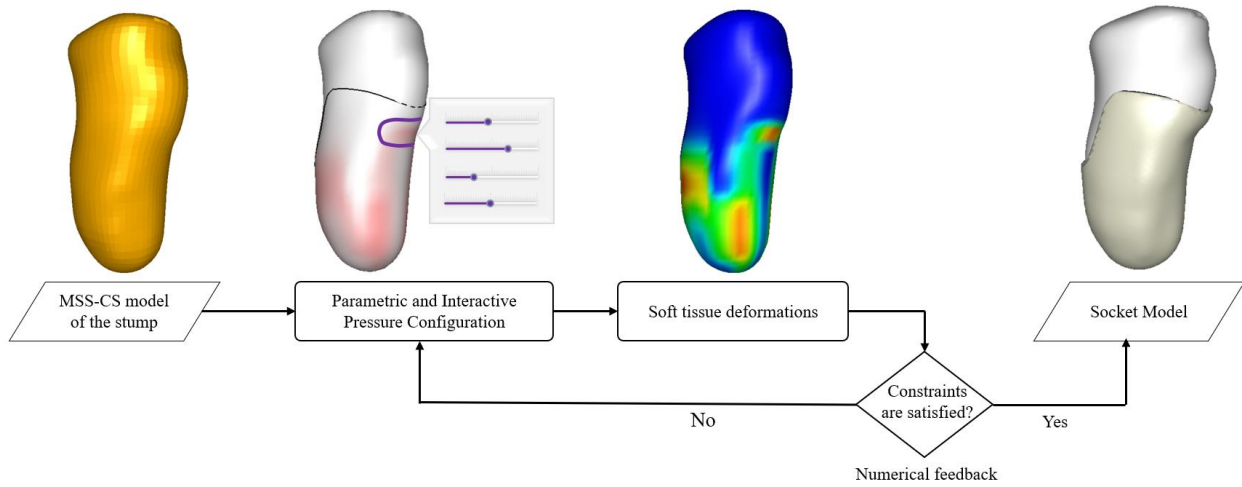 MSS-CS model
of the stump
Parametric and Interactive
Pressure Configuration
Soft tissue deformations
Socket Model
Constraints
are satisfied?
No
Yes
Numerical feedback